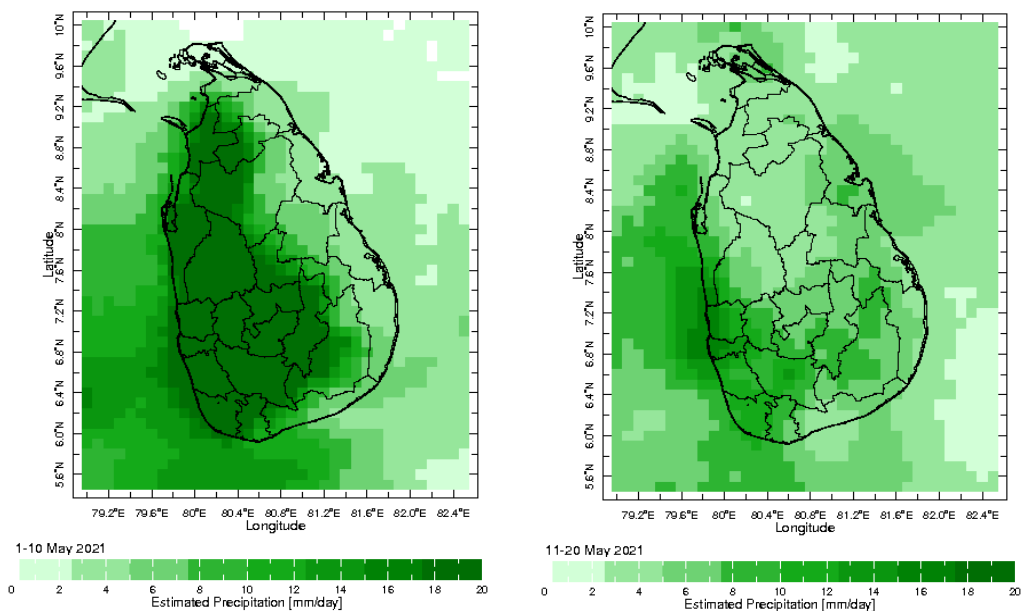 10°N
9.6°N
9.2°N
8.8°N
8.4°N
8°N
7.6°N
7.2°N
6.8°N
6.4°N
6.0°N
5.6°N
Latitude
79.2°E 79.6°E 80°E 80.4°E 80.8°E 81.2°E 81.6°E 82.0°E 82.4°E
Longitude
1-10 May 2021
0 2 4 6 8 10 12 14 16 18 20
Estimated Precipitation [mm/day]
10°N
9.6°N
9.2°N
8.8°N
8.4°N
8°N
7.6°N
7.2°N
6.8°N
6.4°N
6.0°N
5.6°N
Latitude
79.2°E 79.6°E 80°E 80.4°E 80.8°E 81.2°E 81.6°E 82.0°E 82.4°E
Longitude
11-20 May 2021
0 2 4 6 8 10 12 14 16 18 20
Estimated Precipitation [mm/day]